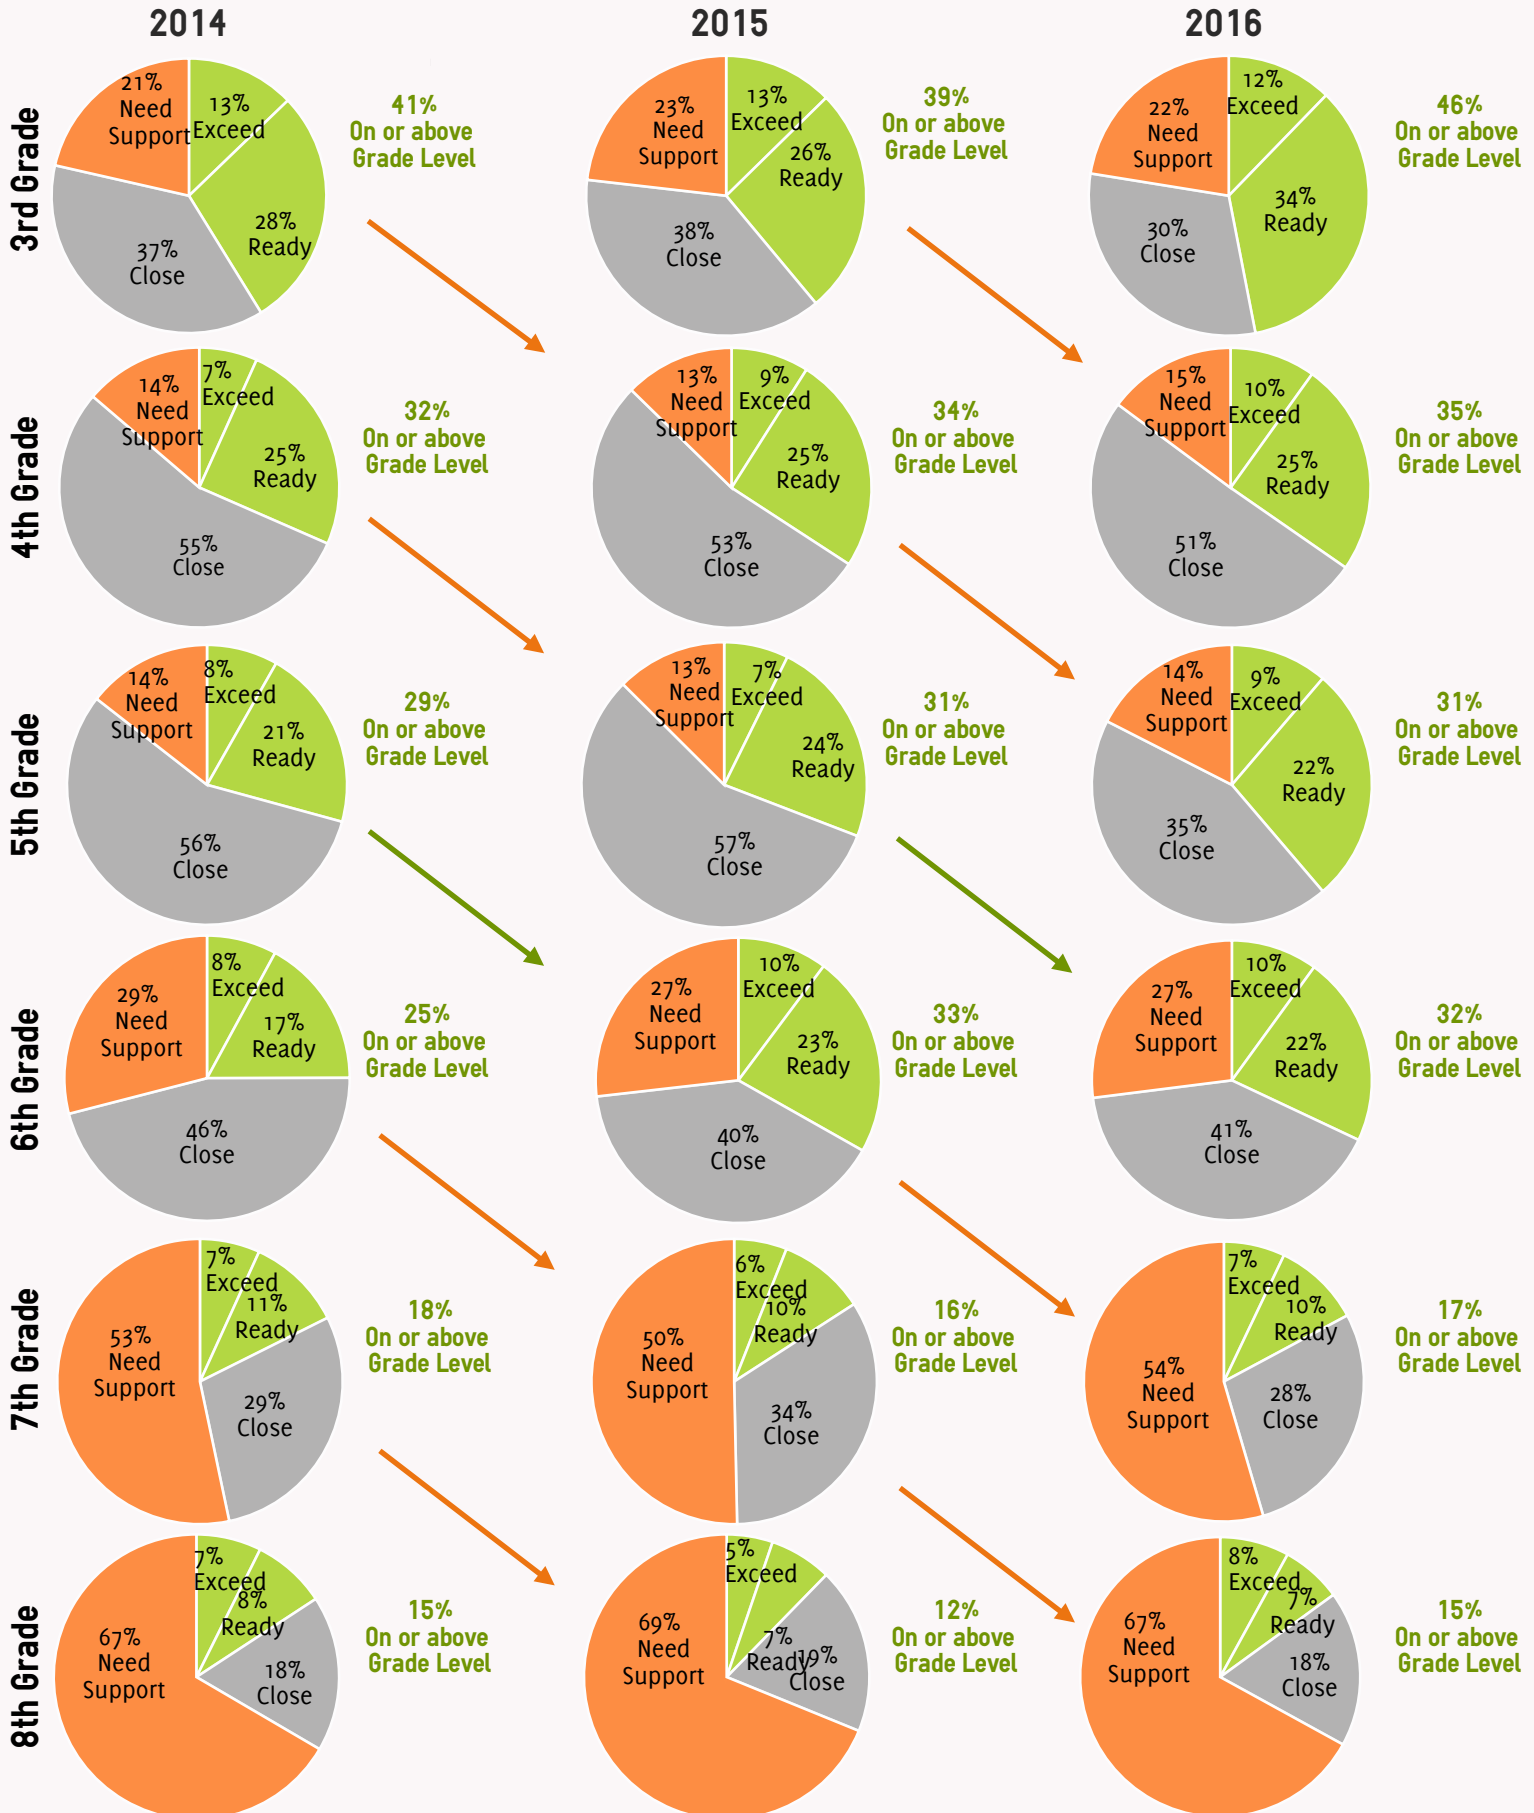 2014
2015
2016
3rd Grade
21%
Need
Support
13%
Exceed
28%
Ready
37%
Close
41%
On or above
Grade Level
23%
Need
Support
13%
Exceed
26%
Ready
38%
Close
39%
On or above
Grade Level
22%
Need
Support
12%
Exceed
34%
Ready
30%
Close
46%
On or above
Grade Level
4th Grade
14%
Need
Support
7%
Exceed
25%
Ready
55%
Close
32%
On or above
Grade Level
13%
Need
Support
9%
Exceed
25%
Ready
53%
Close
34%
On or above
Grade Level
15%
Need
Support
10%
Exceed
25%
Ready
51%
Close
35%
On or above
Grade Level
5th Grade
14%
Need
Support
8%
Exceed
21%
Ready
56%
Close
29%
On or above
Grade Level
13%
Need
Support
7%
Exceed
24%
Ready
57%
Close
31%
On or above
Grade Level
14%
Need
Support
9%
Exceed
22%
Ready
35%
Close
31%
On or above
Grade Level
6th Grade
29%
Need
Support
8%
Exceed
17%
Ready
46%
Close
25%
On or above
Grade Level
27%
Need
Support
10%
Exceed
23%
Ready
40%
Close
33%
On or above
Grade Level
27%
Need
Support
10%
Exceed
22%
Ready
41%
Close
32%
On or above
Grade Level
7th Grade
53%
Need
Support
7%
Exceed
11%
Ready
29%
Close
18%
On or above
Grade Level
50%
Need
Support
6%
Exceed
10%
Ready
34%
Close
16%
On or above
Grade Level
54%
Need
Support
7%
Exceed
10%
Ready
28%
Close
17%
On or above
Grade Level
8th Grade
67%
Need
Support
7%
Exceed
8%
Ready
18%
Close
15%
On or above
Grade Level
69%
Need
Support
5%
Exceed
7%
Ready
19%
Close
12%
On or above
Grade Level
67%
Need
Support
8%
Exceed
7%
Ready
18%
Close
15%
On or above
Grade Level